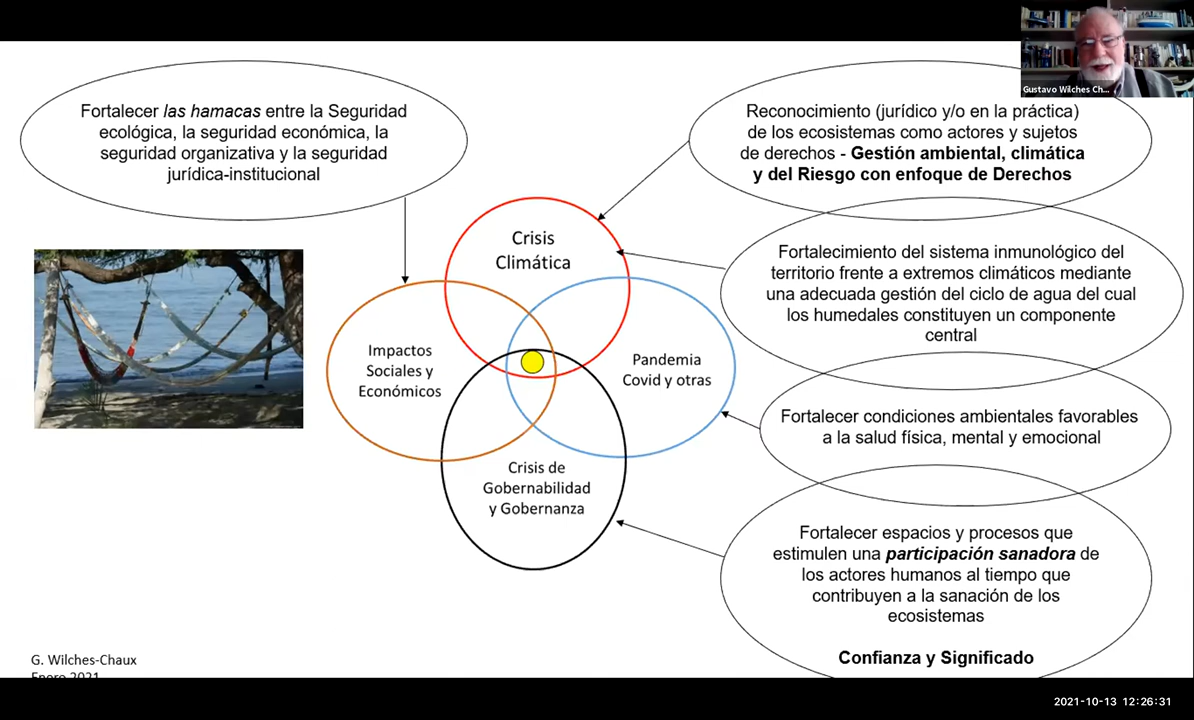 Gustavo Wilches Ch...
Fortalecer las hamacas entre la Seguridad
ecológica, la seguridad económica, la
seguridad organizativa y la seguridad
jurídica-institucional
Reconocimiento (jurídico y/o en la práctica)
de los ecosistemas como actores y sujetos
de derechos - Gestión ambiental, climática
y del Riesgo con enfoque de Derechos
Crisis
Climática
Fortalecimiento del sistema inmunológico del
territorio frente a extremos climáticos mediante
una adecuada gestión del ciclo de agua del cual
los humedales constituyen un componente
central
Impactos
Sociales y
Económicos
Pandemia
Covid y otras
Fortalecer condiciones ambientales favorables
a la salud física, mental y emocional
Crisis de
Gobernabilidad
y Gobernanza
Fortalecer espacios y procesos que
estimulen una participación sanadora de
los actores humanos al tiempo que
contribuyen a la sanación de los
ecosistemas
Confianza y Significado
G. Wilches-Chaux
Enero 2021
2021-10-13 12:26:31